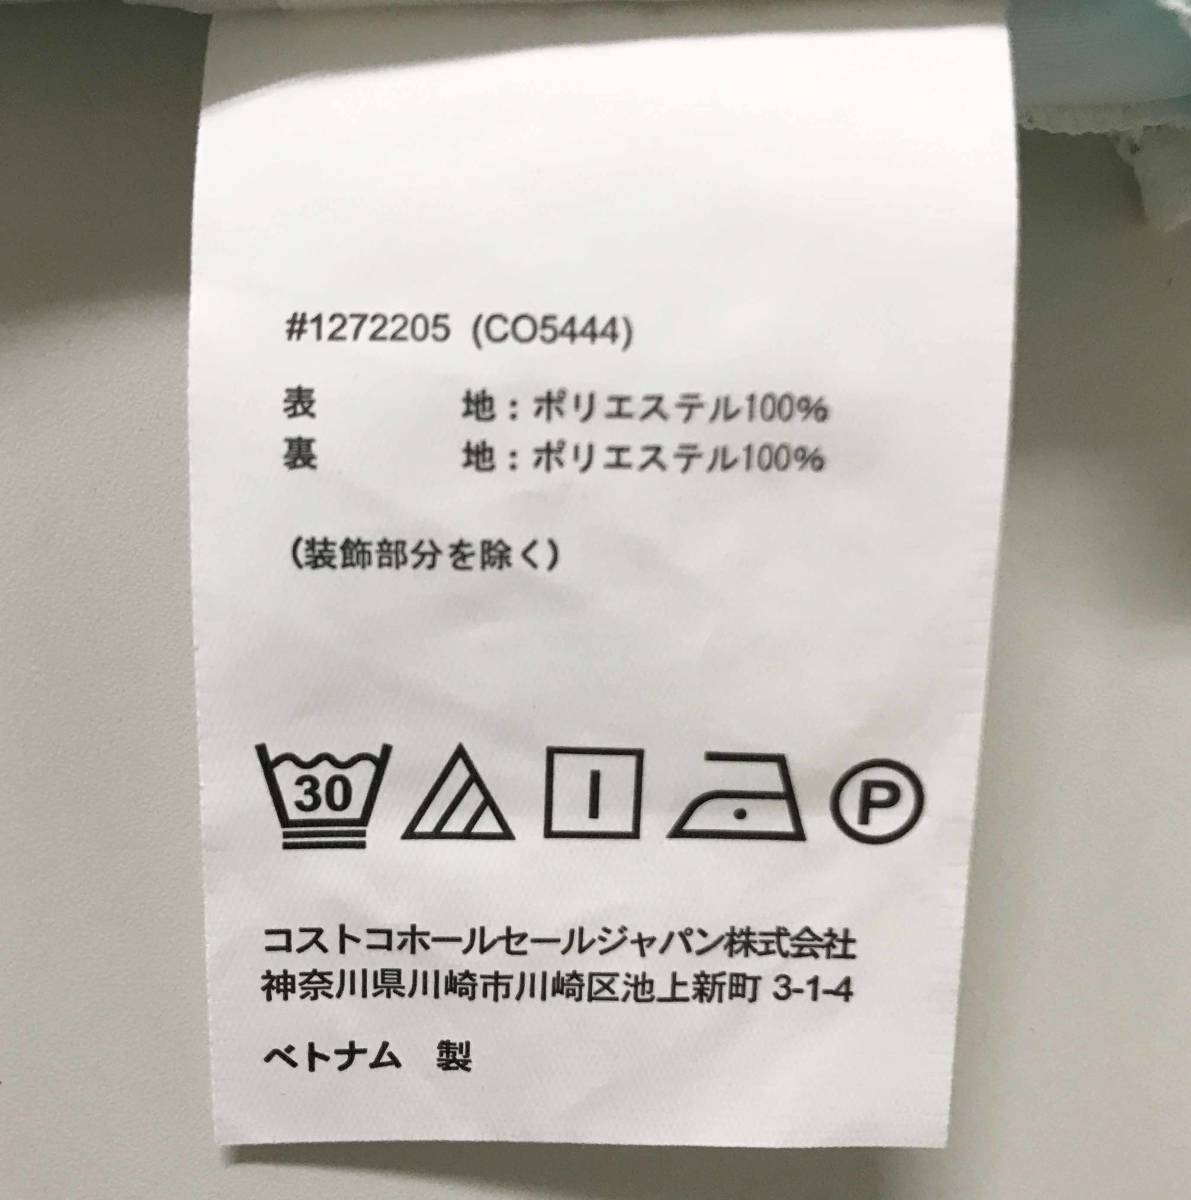 #1272205 (CO5444)
表 地：ポリエステル100%
裏 地：ポリエステル100%
（装飾部分を除く）
30 P
コストコホールセールジャパン株式会社
神奈川県川崎市川崎区池上新町 3-1-4
ベトナム 製